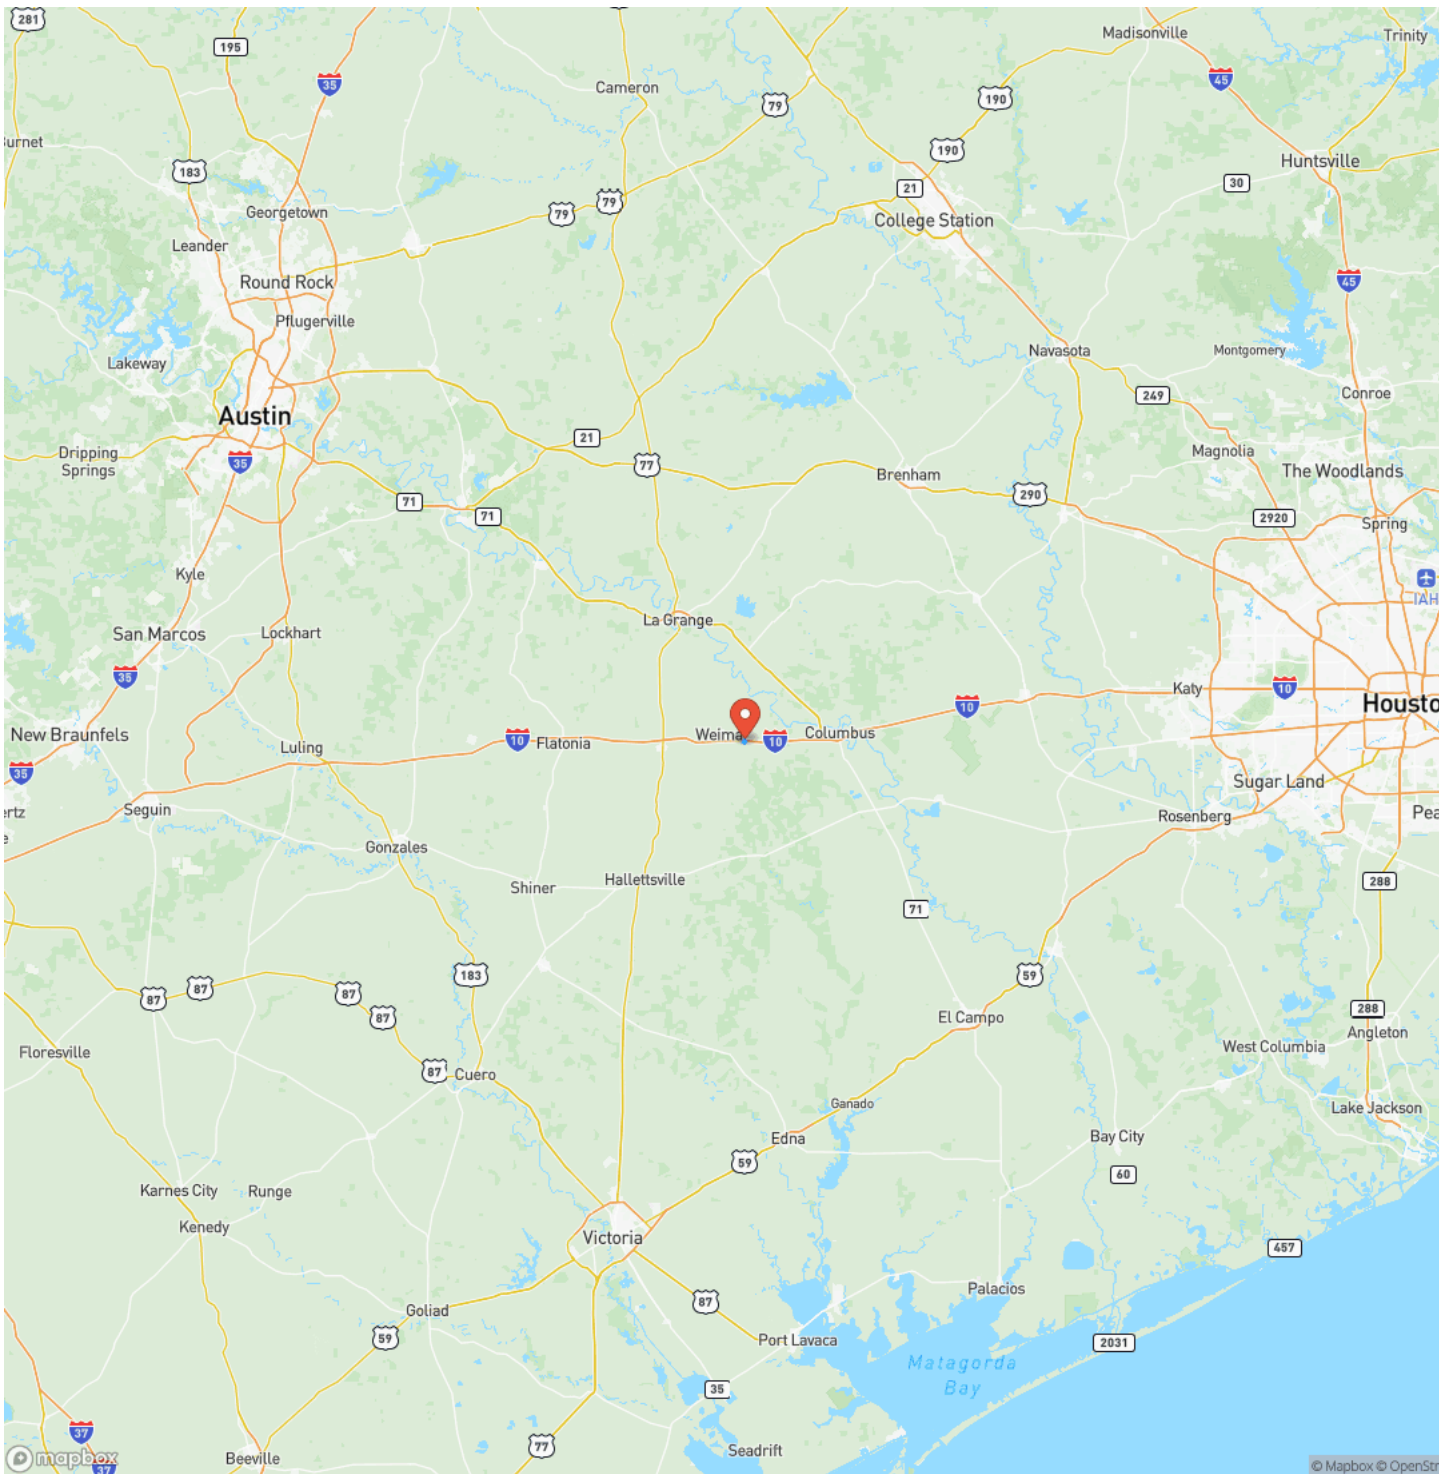 281
195
35
Cameron
79
190
Madisonville
45
Trinity
183
190
Huntsville
21
30
79
79
Georgetown
College Station
Leander
Round Rock
45
Pflugerville
Lakeway
Navasota
Montgomery
Conroe
249
Austin
21
Dripping
Springs
35
77
Brenham
Magnolia
The Woodlands
71
71
290
2920
Spring
Kyle
IAH
La Grange
San Marcos
Lockhart
35
Katy
10
10
New Braunfels
Luling
10
Flatonia
10
Columbus
35
Seguin
Sugar Land
Rosenberg
Gonzales
Shiner
Hallettsville
288
71
183
59
87
87
87
87
El Campo
288
Angleton
Floresville
West Columbia
87
Cuero
Ganado
Lake Jackson
Edna
Bay City
59
60
Karnes City
Runge
Kenedy
Victoria
457
87
Palacios
Goliad
59
Port Lavaca
2031
Matagorda
Bay
35
37
77
Beeville
Seadrift
37
mapbox
© Mapbox © OpenStr